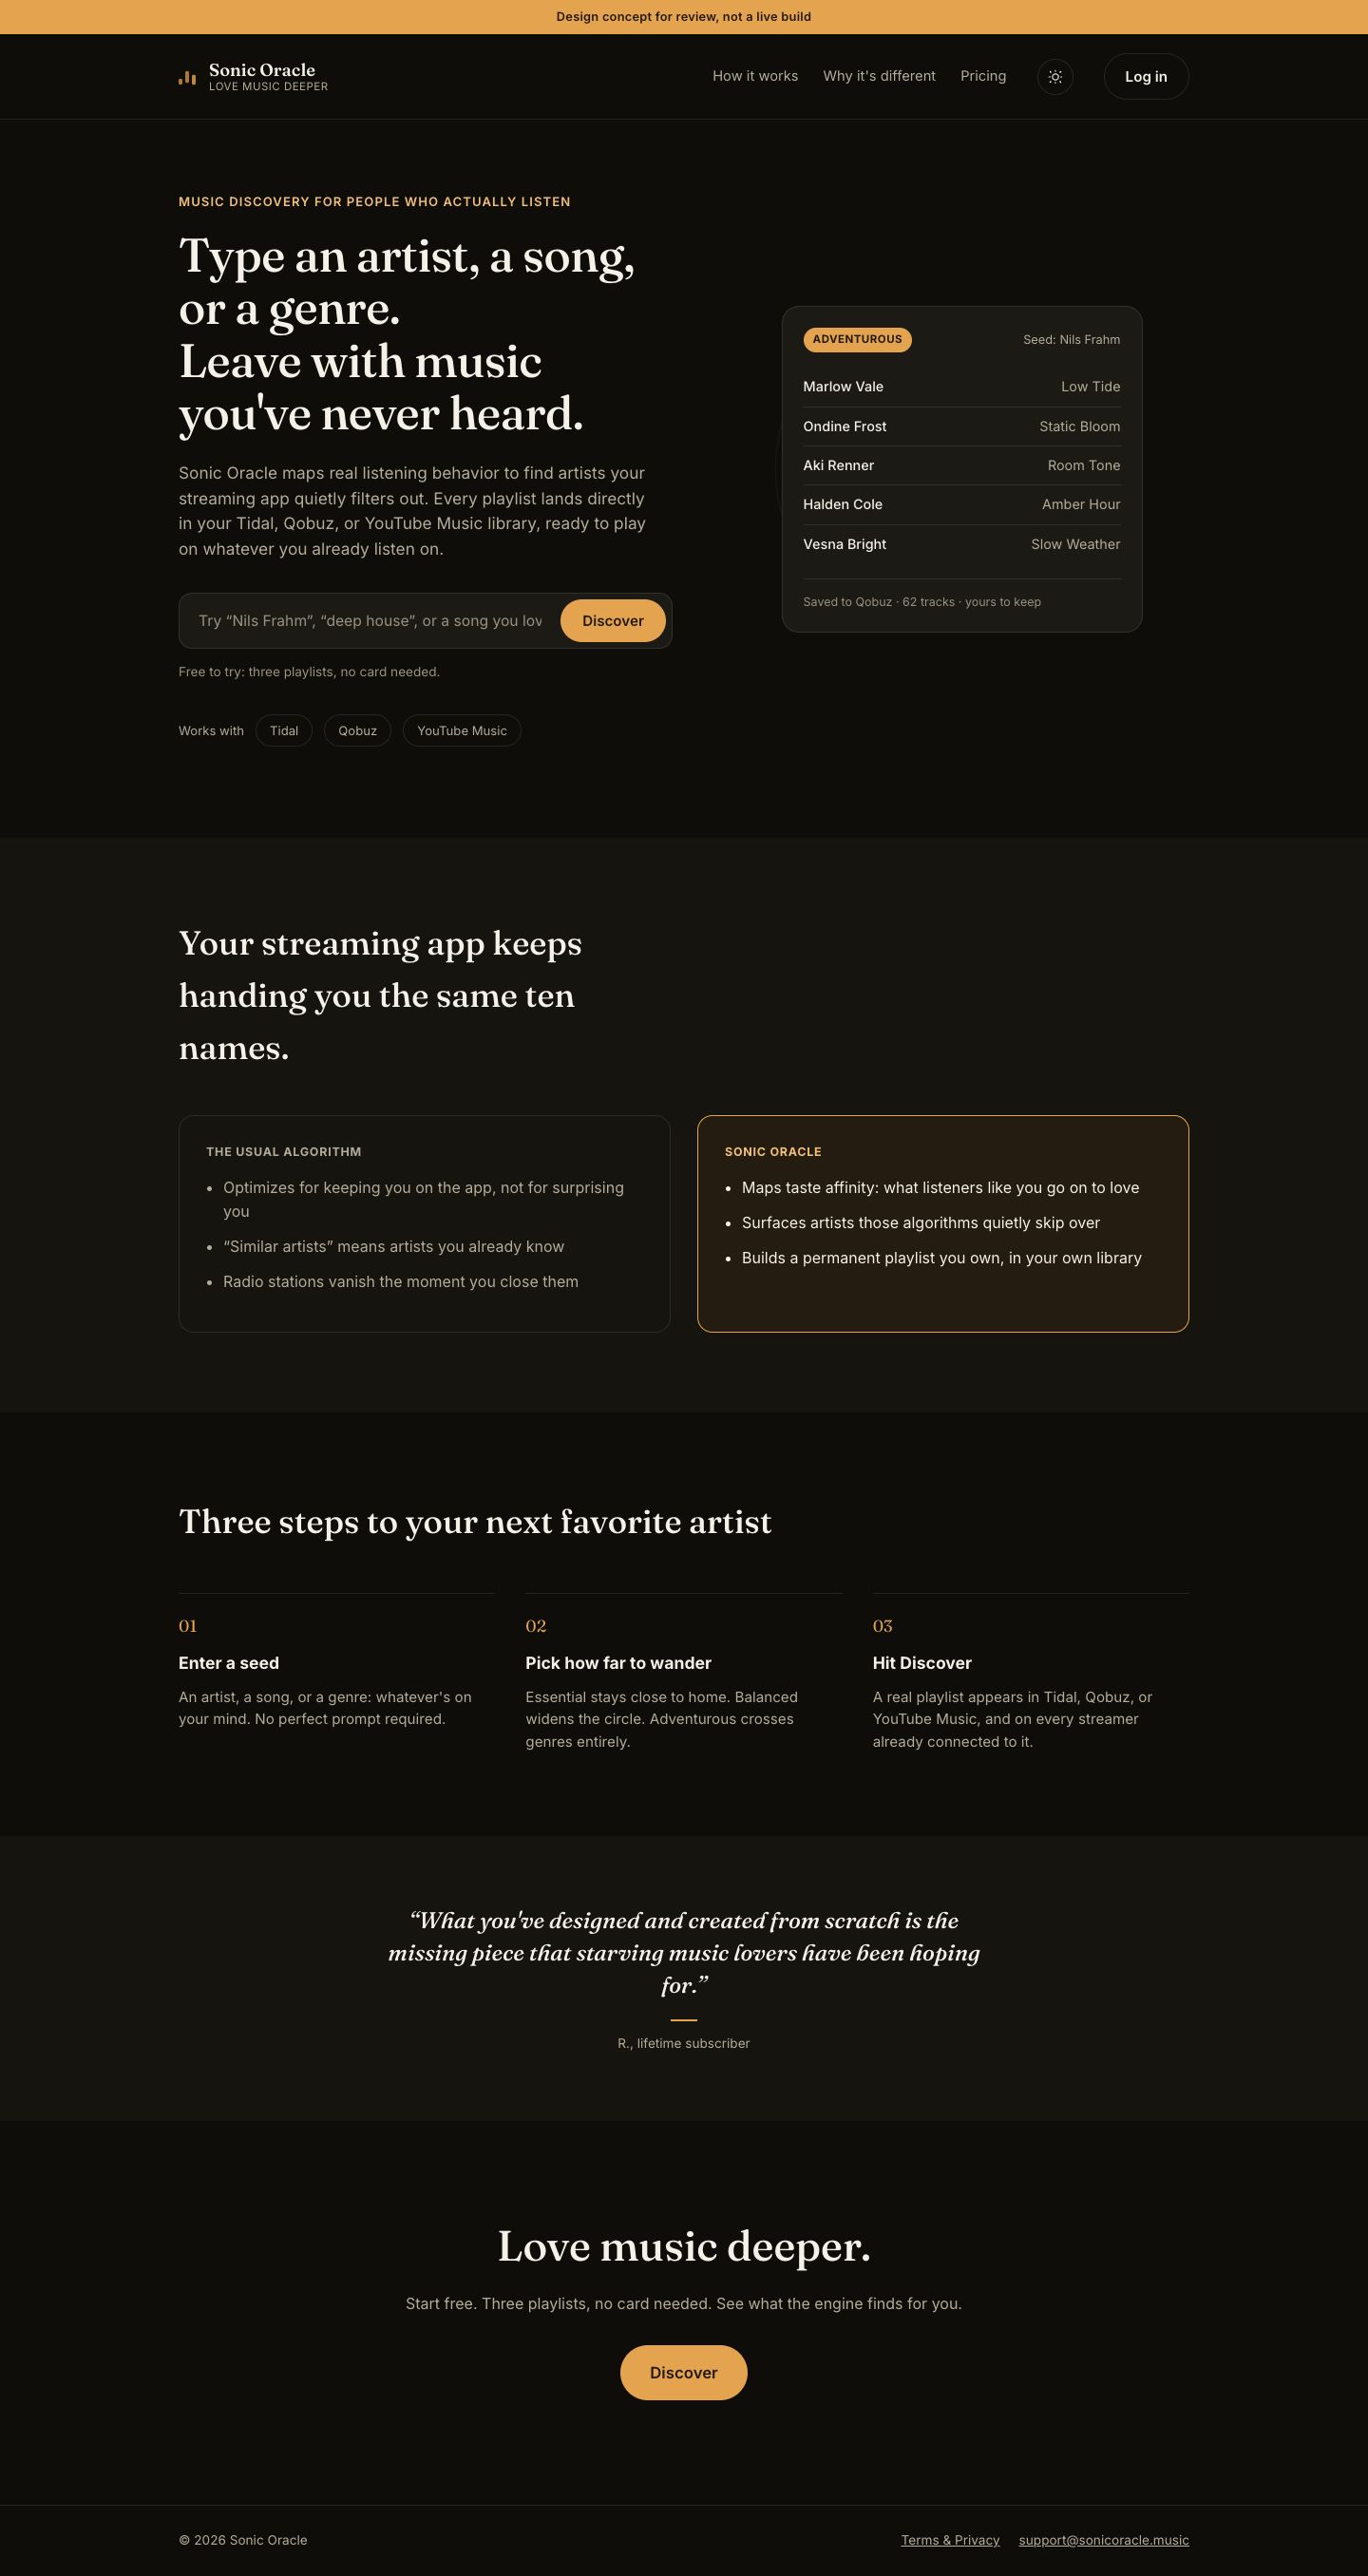 Design concept for review, not a live build
Sonic Oracle
LOVE MUSIC DEEPER
How it works
Why it's different
Pricing
Log in
MUSIC DISCOVERY FOR PEOPLE WHO ACTUALLY LISTEN
Type an artist, a song,
or a genre.
Leave with music
you've never heard.
Sonic Oracle maps real listening behavior to find artists your
streaming app quietly filters out. Every playlist lands directly
in your Tidal, Qobuz, or YouTube Music library, ready to play
on whatever you already listen on.
Try “Nils Frahm”, “deep house”, or a song you lov
Discover
Free to try: three playlists, no card needed.
Works with
Tidal
Qobuz
YouTube Music
ADVENTUROUS
Seed: Nils Frahm
Marlow Vale
Low Tide
Ondine Frost
Static Bloom
Aki Renner
Room Tone
Halden Cole
Amber Hour
Vesna Bright
Slow Weather
Saved to Qobuz · 62 tracks · yours to keep
Your streaming app keeps
handing you the same ten
names.
THE USUAL ALGORITHM
• Optimizes for keeping you on the app, not for surprising
you
• “Similar artists” means artists you already know
• Radio stations vanish the moment you close them
SONIC ORACLE
• Maps taste affinity: what listeners like you go on to love
• Surfaces artists those algorithms quietly skip over
• Builds a permanent playlist you own, in your own library
Three steps to your next favorite artist
01
Enter a seed
An artist, a song, or a genre: whatever's on
your mind. No perfect prompt required.
02
Pick how far to wander
Essential stays close to home. Balanced
widens the circle. Adventurous crosses
genres entirely.
03
Hit Discover
A real playlist appears in Tidal, Qobuz, or
YouTube Music, and on every streamer
already connected to it.
“What you've designed and created from scratch is the
missing piece that starving music lovers have been hoping
for.”
R., lifetime subscriber
Love music deeper.
Start free. Three playlists, no card needed. See what the engine finds for you.
Discover
© 2026 Sonic Oracle
Terms & Privacy
support@sonicoracle.music